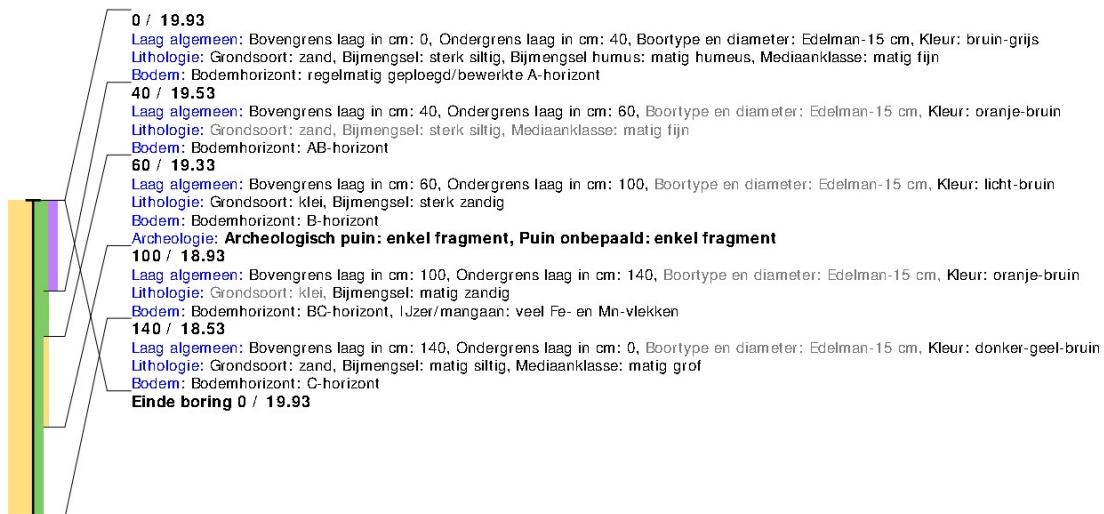 0 / 19.93
Laag algemeen: Bovengrens laag in cm: 0, Ondergrens laag in cm: 40, Boortype en diameter: Edelman-15 cm, Kleur: bruin-grijs
Lithologie: Grondsoort: zand, Bijmengsel: sterk siltig, Bijmengsel humus: matig humeus, Mediaanklasse: matig fijn
Bodem: Bodemhorizont: regelmatig geploegd/bewerkte A-horizont
40 / 19.53
Laag algemeen: Bovengrens laag in cm: 40, Ondergrens laag in cm: 60, Boortype en diameter: Edelman-15 cm, Kleur: oranje-bruin
Lithologie: Grondsoort: zand, Bijmengsel: sterk siltig, Mediaanklasse: matig fijn
Bodem: Bodemhorizont: AB-horizont
60 / 19.33
Laag algemeen: Bovengrens laag in cm: 60, Ondergrens laag in cm: 100, Boortype en diameter: Edelman-15 cm, Kleur: licht-bruin
Lithologie: Grondsoort: klei, Bijmengsel: sterk zandig
Bodem: Bodemhorizont: B-horizont
Archeologie: Archeologisch puin: enkel fragment, Puin onbepaald: enkel fragment
100 / 18.93
Laag algemeen: Bovengrens laag in cm: 100, Ondergrens laag in cm: 140, Boortype en diameter: Edelman-15 cm, Kleur: oranje-bruin
Lithologie: Grondsoort: klei, Bijmengsel: matig zandig
Bodem: Bodemhorizont: BC-horizont, IJzer/mangaan: veel Fe- en Mn-vlekken
140 / 18.53
Laag algemeen: Bovengrens laag in cm: 140, Ondergrens laag in cm: 0, Boortype en diameter: Edelman-15 cm, Kleur: donker-geel-bruin
Lithologie: Grondsoort: zand, Bijmengsel: matig siltig, Mediaanklasse: matig grof
Bodem: Bodemhorizont: C-horizont
Einde boring 0 / 19.93